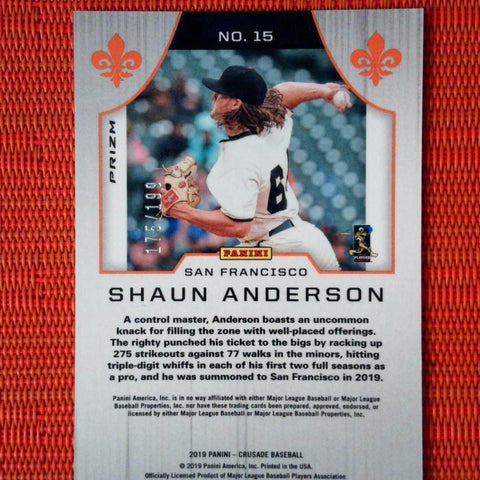 NO. 15
PRIZM
175/199
PANINI
SAN FRANCISCO
SHAUN ANDERSON
A control master, Anderson boasts an uncommon
knack for filling the zone with well-placed offerings.
The righty punched his ticket to the bigs by racking up
275 strikeouts against 77 walks in the minors, hitting
triple-digit whiffs in each of his first two full seasons as
a pro, and he was summoned to San Francisco in 2019.
Panini America, Inc. is in no way affiliated with either Major League Baseball or Major League
Baseball Properties, Inc. nor have these trading cards been prepared, approved, endorsed, or
licensed by either Major League Baseball or Major League Baseball Properties, Inc.
2019 PANINI – CRUSADE BASEBALL
© 2019 Panini America, Inc. Printed in the USA.
Officially Licensed Product of Major League Baseball Players Association